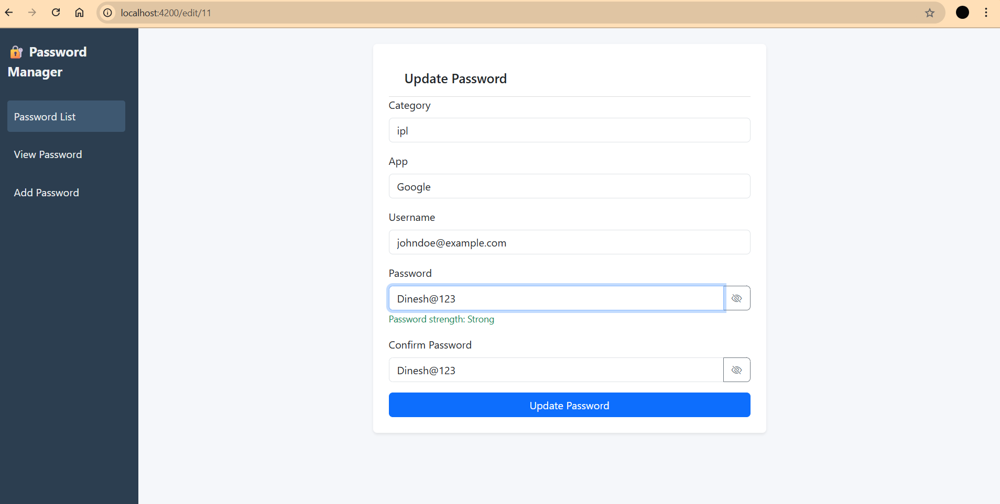 localhost:4200/edit/11
Password
Manager
Password List
View Password
Add Password
Update Password
Category
ipl
App
Google
Username
johndoe@example.com
Password
Dinesh@123
Password strength: Strong
Confirm Password
Dinesh@123
Update Password